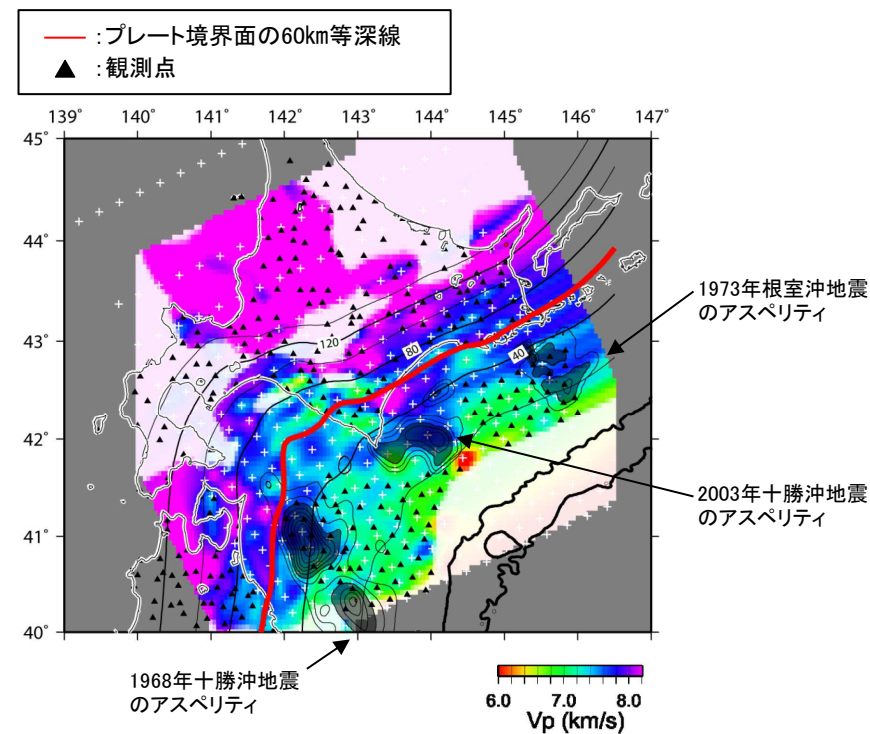 ：プレート境界面の60km等深線
：観測点
139° 140° 141° 142° 143° 144° 145° 146° 147°
45°
44°
1973年根室沖地震
のアスペリティ
43°
120
80
40
42°
2003年十勝沖地震
のアスペリティ
41°
40°
1968年十勝沖地震
のアスペリティ
6.0 7.0 8.0
Vp (km/s)